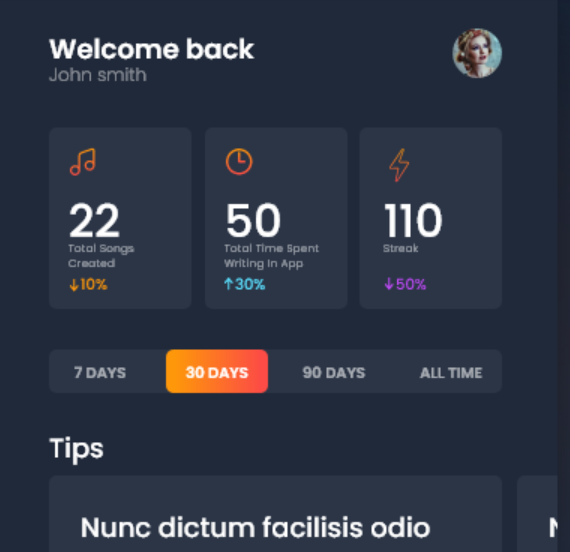 Welcome back
John smith
22
50
110
Total Songs
Created
Total Time Spent
Writing In App
Streak
↓10%
↑30%
↓50%
7 DAYS
30 DAYS
90 DAYS
ALL TIME
Tips
Nunc dictum facilisis odio